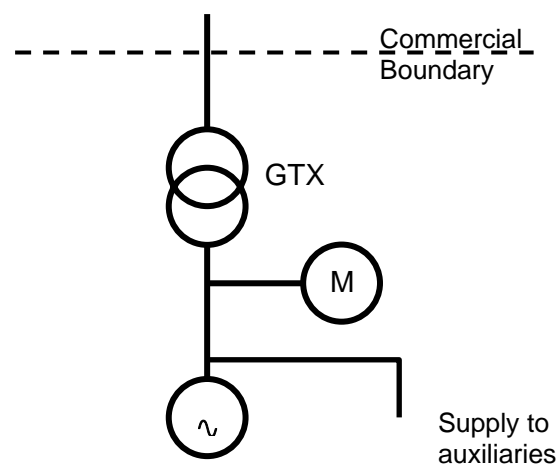 Commercial
Boundary
GTX
M
Supply to
auxiliaries